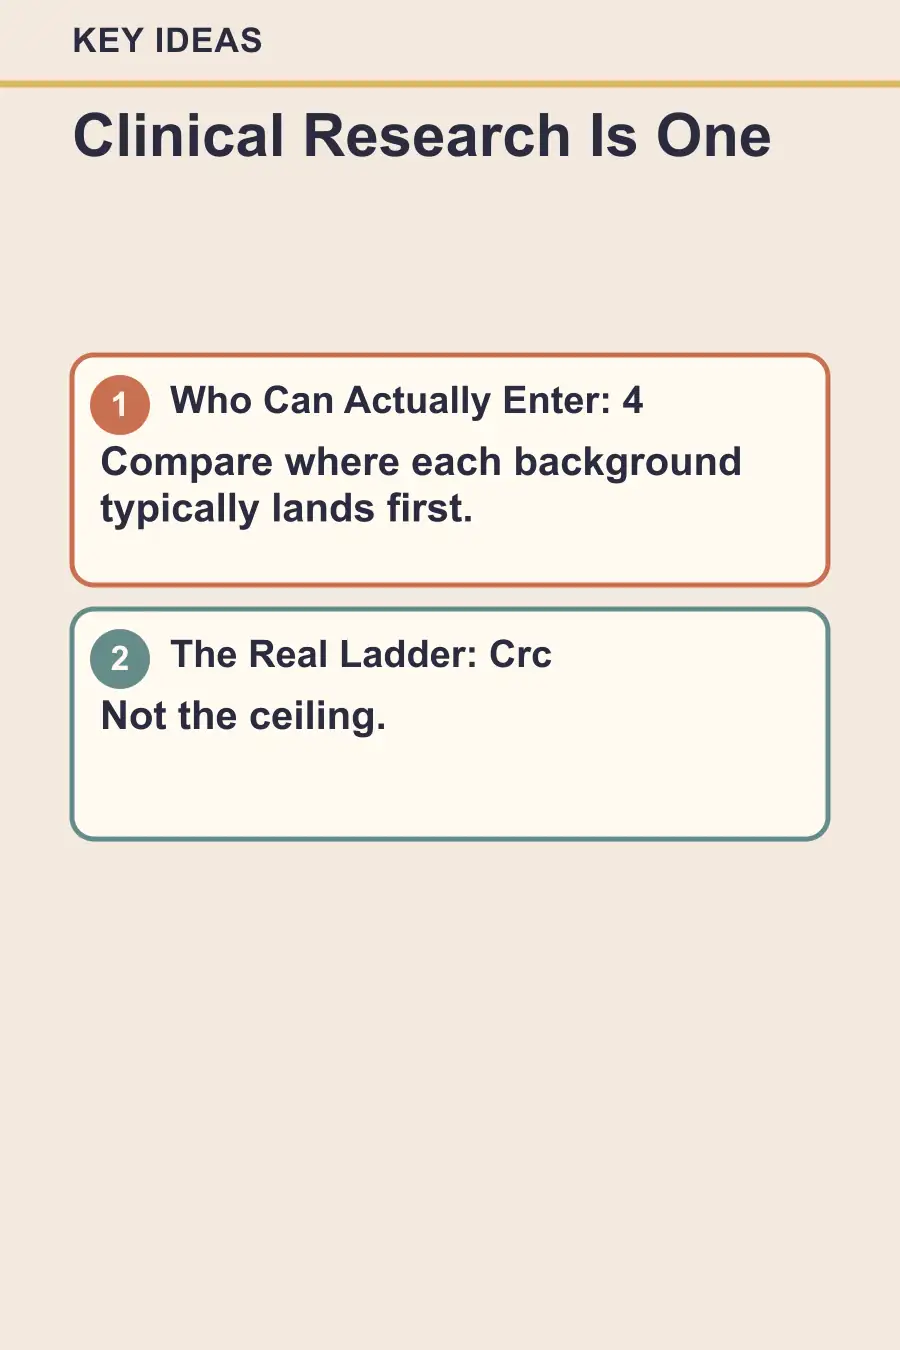 KEY IDEAS
Clinical Research Is One
1 Who Can Actually Enter: 4
Compare where each background
typically lands first.
2 The Real Ladder: Crc
Not the ceiling.